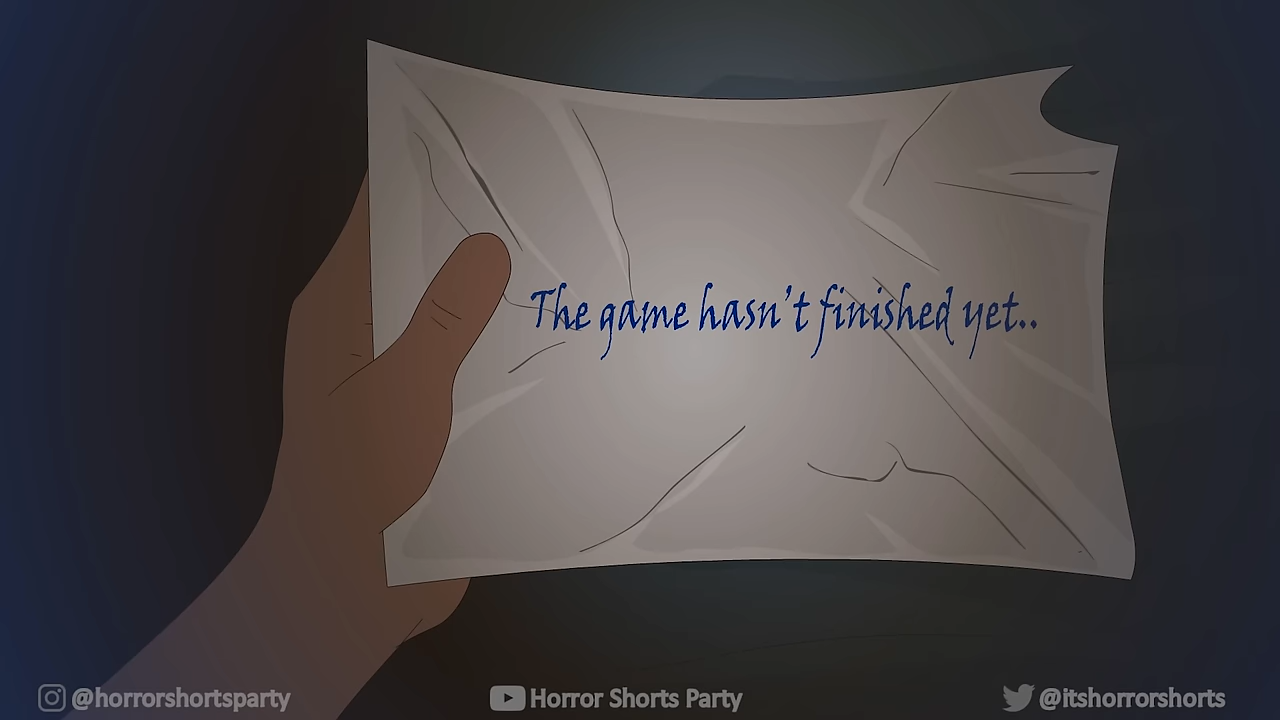 The game hasn't finished yet..
@horrorshortsparty
Horror Shorts Party
@itshorrorshorts